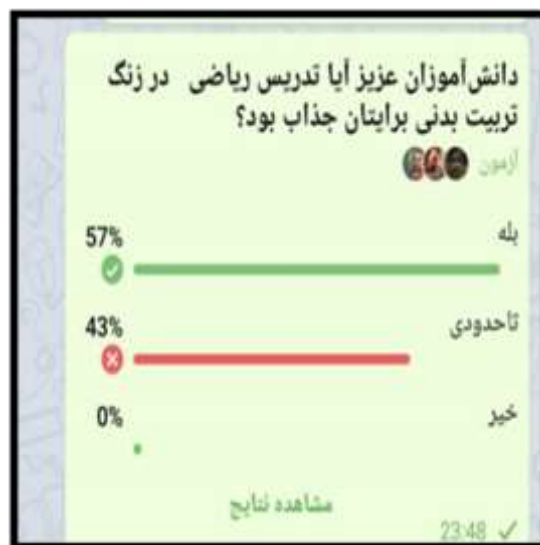 دانش‌آموزان عزیز آیا تدریس ریاضی در زنگ
تربیت بدنی برایتان جذاب بود؟
آزمون
بله
57%
تاحدودی
43%
خیر
0%
مشاهده نتایج
23:48